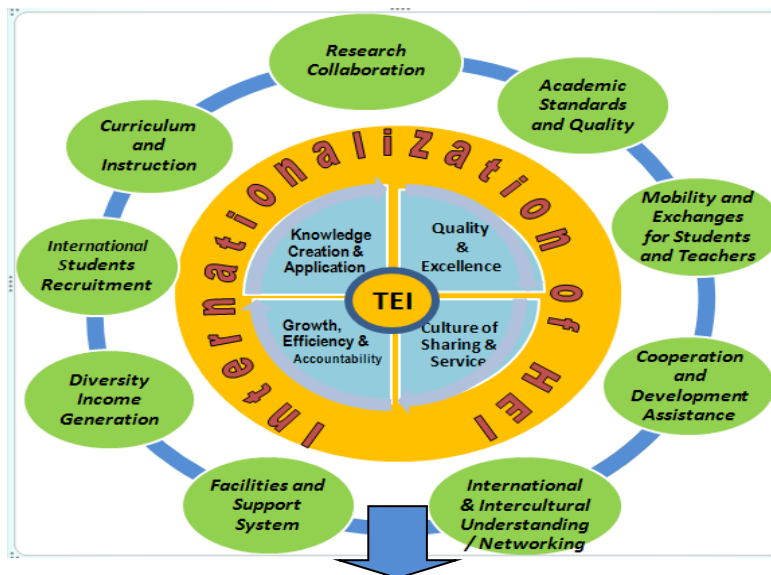 Research
Collaboration
Academic
Standards
and Quality
Mobility and
Exchanges
for Students
and Teachers
Cooperation
and
Development
Assistance
International
& Intercultural
Understanding
/ Networking
Facilities and
Support
System
Diversity
Income
Generation
International
Students
Recruitment
Curriculum
and
Instruction
Internationalization of HEI
Knowledge
Creation &
Application
Quality
&
Excellence
TEI
Growth,
Efficiency &
Accountability
Culture of
Sharing &
Service